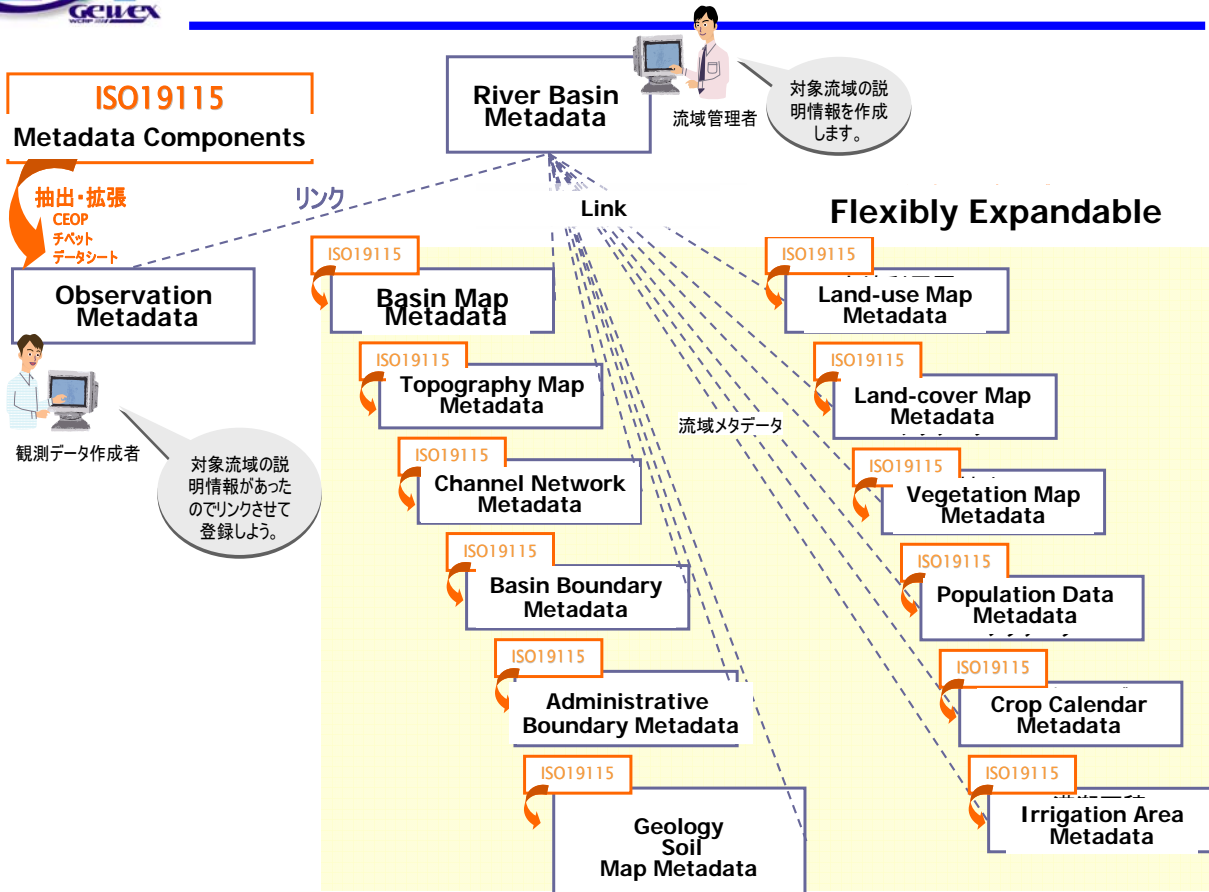 GEWEX
WCRP
ISO19115
Metadata Components
抽出・拡張
CEOP
チベット
データシート
River Basin
Metadata
流域管理者
対象流域の説
明情報を作成
します。
リンク
Link
Flexibly Expandable
Observation
Metadata
観測データ作成者
対象流域の説
明情報があった
のでリンクさせて
登録しよう。
ISO19115
Basin Map
Metadata
ISO19115
Topography Map
Metadata
ISO19115
Channel Network
Metadata
ISO19115
Basin Boundary
Metadata
ISO19115
Administrative
Boundary Metadata
ISO19115
Geology
Soil
Map Metadata
流域メタデータ
ISO19115
Land-use Map
Metadata
ISO19115
Land-cover Map
Metadata
ISO19115
Vegetation Map
Metadata
ISO19115
Population Data
Metadata
ISO19115
Crop Calendar
Metadata
ISO19115
Irrigation Area
Metadata